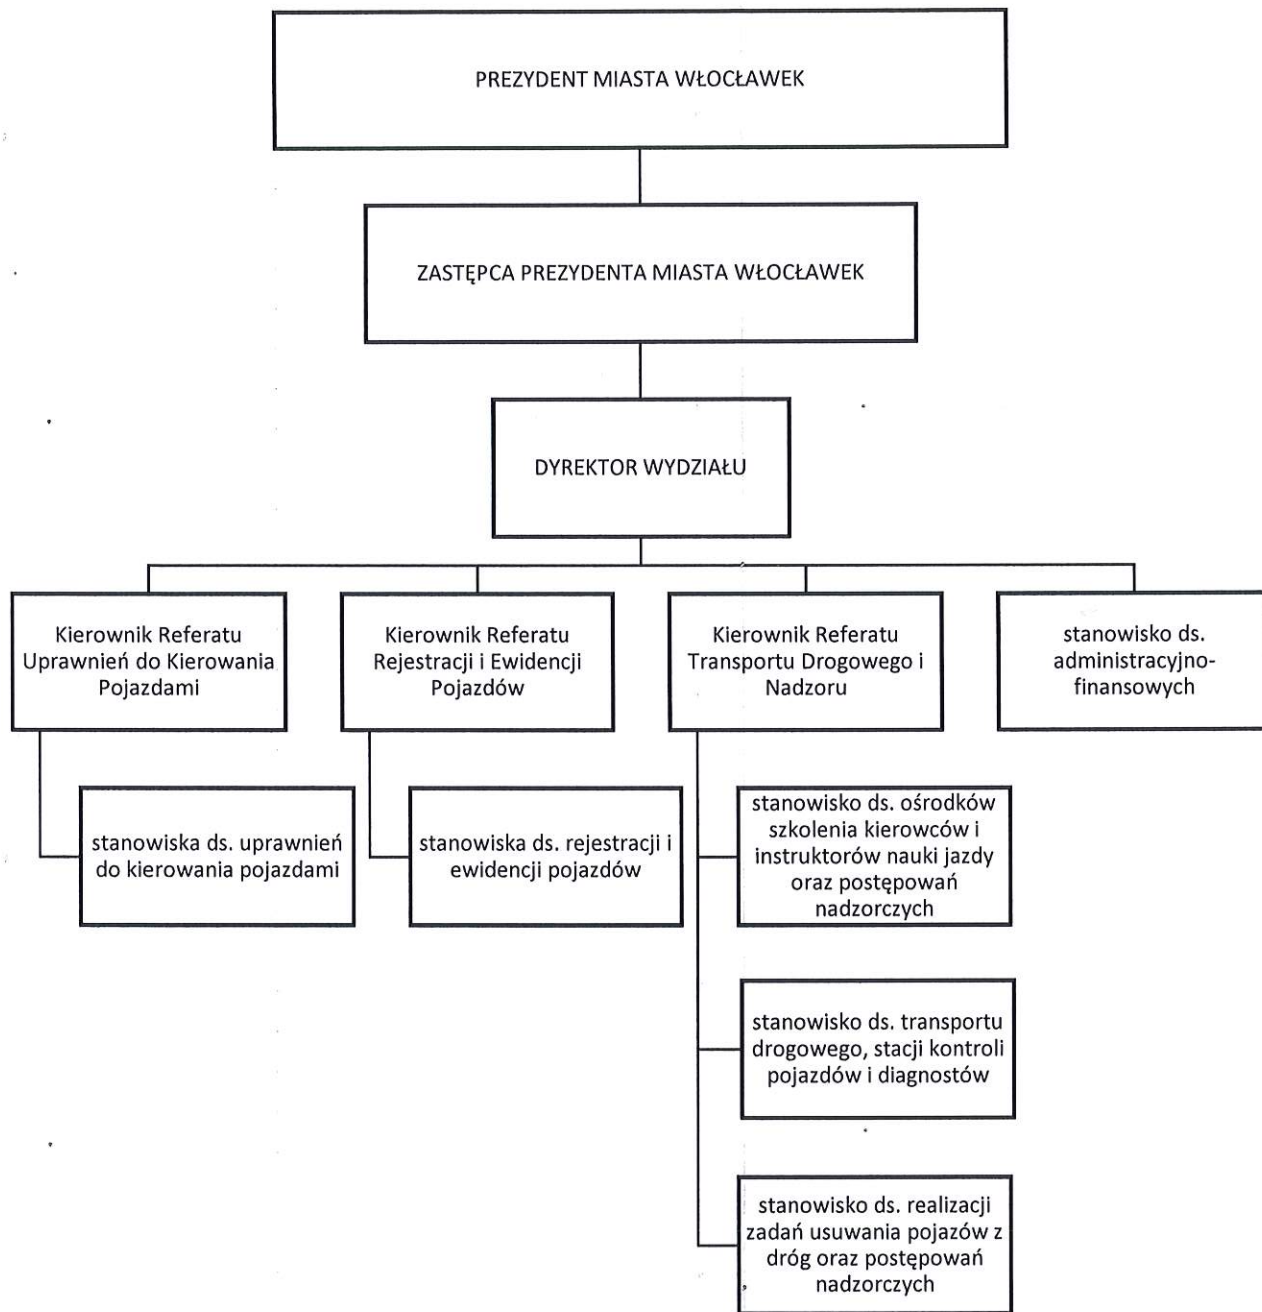 PREZYDENT MIASTA WŁOCŁAWEK
ZASTĘPCA PREZYDENTA MIASTA WŁOCŁAWEK
DYREKTOR WYDZIAŁU
Kierownik Referatu
Uprawnień do Kierowania
Pojazdami
Kierownik Referatu
Rejestracji i Ewidencji
Pojazdów
Kierownik Referatu
Transportu Drogowego i
Nadzoru
stanowisko ds.
administracyjno-
finansowych
stanowiska ds. uprawnień
do kierowania pojazdami
stanowiska ds. rejestracji i
ewidencji pojazdów
stanowisko ds. ośrodków
szkolenia kierowców i
instruktorów nauki jazdy
oraz postępowań
nadzorczych
stanowisko ds. transportu
drogowego, stacji kontroli
pojazdów i diagnostów
stanowisko ds. realizacji
zadań usuwania pojazów z
dróg oraz postępowań
nadzorczych